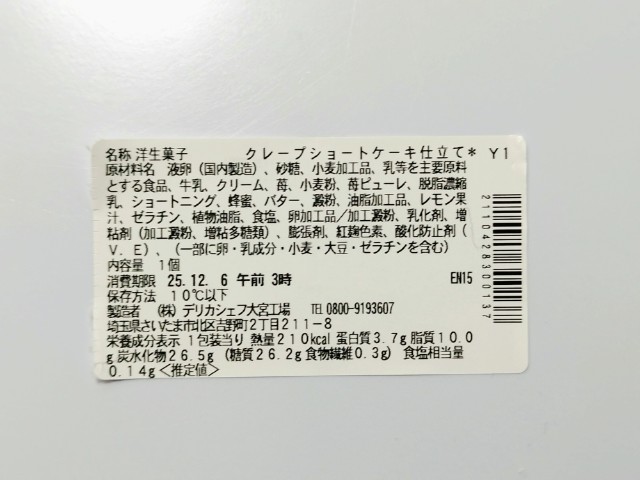 名称 洋生菓子 クレープショートケーキ仕立て* Y1
原材料名 液卵（国内製造）、砂糖、小麦加工品、乳等を主要原料
とする食品、牛乳、クリーム、苺、小麦粉、苺ピューレ、脱脂濃縮
乳、ショートニング、蜂蜜、バター、澱粉、油脂加工品、レモン果
汁、ゼラチン、植物油脂、食塩、卵加工品／加工澱粉、乳化剤、増
粘剤（加工澱粉、増粘多糖類）、膨張剤、紅麹色素、酸化防止剤（
V．E）、（一部に卵・乳成分・小麦・大豆・ゼラチンを含む）
内容量 1個
消費期限 25.12. 6 午前 3時 EN15
保存方法 10℃以下
製造者 （株）デリカシェフ大宮工場 TEL 0800-9193607
埼玉県さいたま市北区吉野町2丁目211－8
栄養成分表示 1包装当り 熱量210kcal 蛋白質3.7g 脂質10.0
g 炭水化物26.5g（糖質26.2g 食物繊維0.3g） 食塩相当量
0.14g＜推定値＞
2110428300137